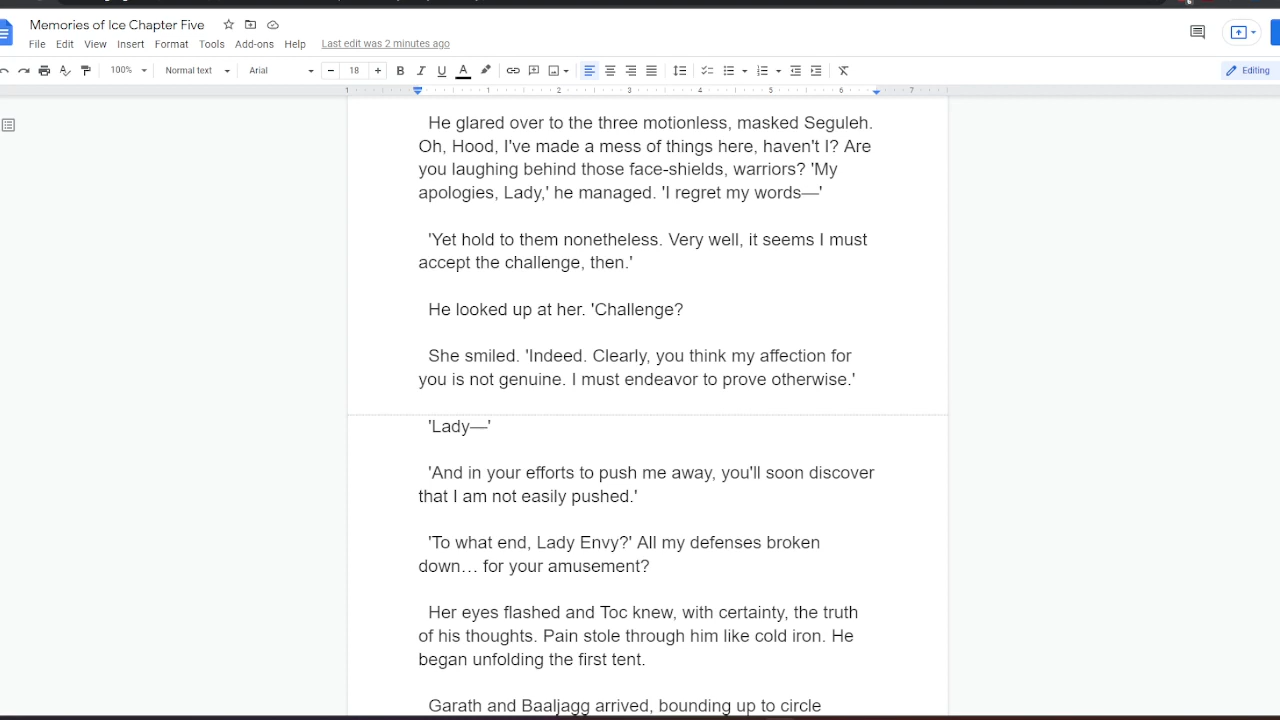 Memories of Ice Chapter Five
File Edit View Insert Format Tools Add-ons Help Last edit was 2 minutes ago
100% Normal text Arial 18 B I U A Editing
1 1 2 3 4 5 6 7
He glared over to the three motionless, masked Seguleh.
Oh, Hood, I've made a mess of things here, haven't I? Are
you laughing behind those face-shields, warriors? 'My
apologies, Lady,' he managed. 'I regret my words—'
'Yet hold to them nonetheless. Very well, it seems I must
accept the challenge, then.'
He looked up at her. 'Challenge?
She smiled. 'Indeed. Clearly, you think my affection for
you is not genuine. I must endeavor to prove otherwise.'
'Lady—'
'And in your efforts to push me away, you'll soon discover
that I am not easily pushed.'
'To what end, Lady Envy?' All my defenses broken
down… for your amusement?
Her eyes flashed and Toc knew, with certainty, the truth
of his thoughts. Pain stole through him like cold iron. He
began unfolding the first tent.
Garath and Baaljagg arrived, bounding up to circle